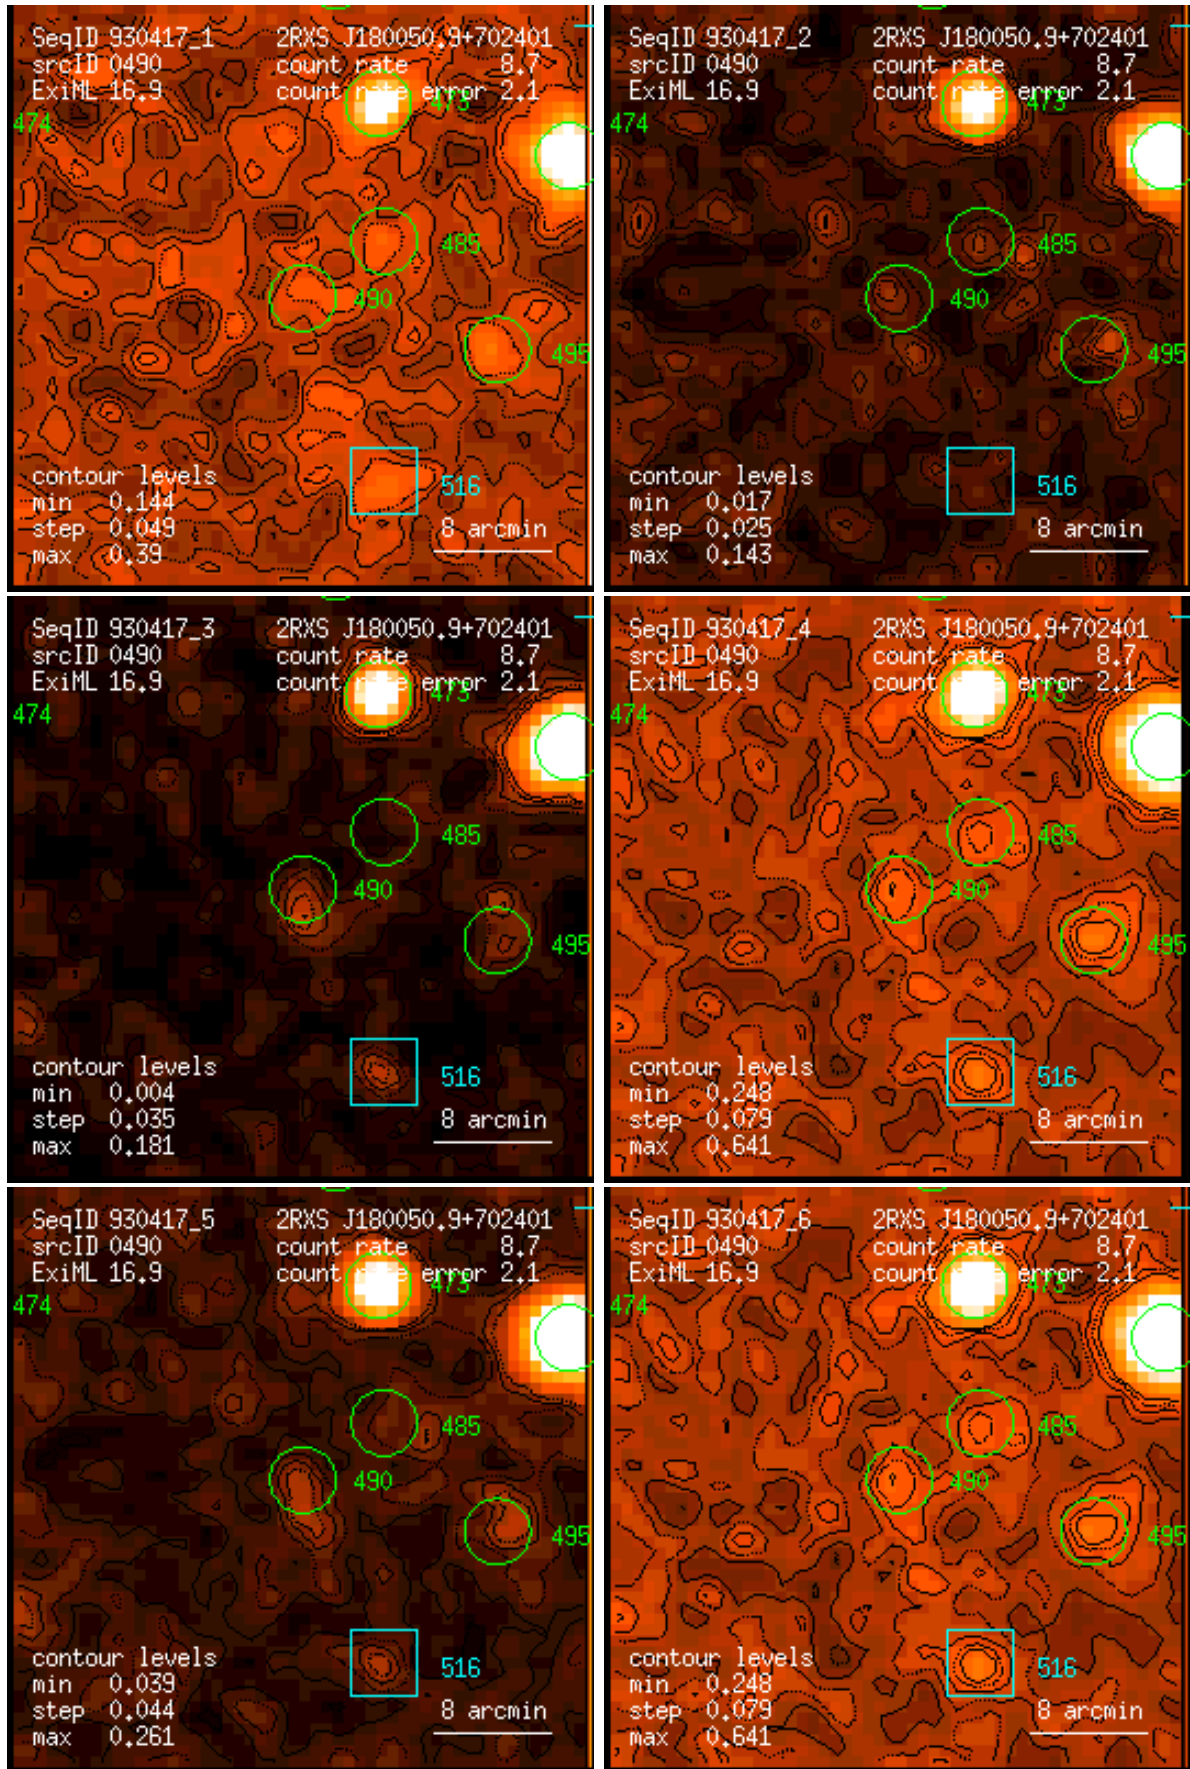 SeqID 930417_1 2RXS J180050.9+702401
srcID 0490 count rate 8.7
ExiML 16.9 count rate error 2.1
473
474
485
490
495
contour levels
min 0.144 516
step 0.049 8 arcmin
max 0.39
SeqID 930417_2 2RXS J180050.9+702401
srcID 0490 count rate 8.7
ExiML 16.9 count rate error 2.1
473
474
485
490
495
contour levels
min 0.017 516
step 0.025 8 arcmin
max 0.143
SeqID 930417_3 2RXS J180050.9+702401
srcID 0490 count rate 8.7
ExiML 16.9 count rate error 2.1
473
474
485
490
495
contour levels
min 0.004 516
step 0.035 8 arcmin
max 0.181
SeqID 930417_4 2RXS J180050.9+702401
srcID 0490 count rate 8.7
ExiML 16.9 count rate error 2.1
473
474
485
490
495
contour levels
min 0.248 516
step 0.079 8 arcmin
max 0.641
SeqID 930417_5 2RXS J180050.9+702401
srcID 0490 count rate 8.7
ExiML 16.9 count rate error 2.1
473
474
485
490
495
contour levels
min 0.039 516
step 0.044 8 arcmin
max 0.261
SeqID 930417_6 2RXS J180050.9+702401
srcID 0490 count rate 8.7
ExiML 16.9 count rate error 2.1
473
474
485
490
495
contour levels
min 0.248 516
step 0.079 8 arcmin
max 0.641